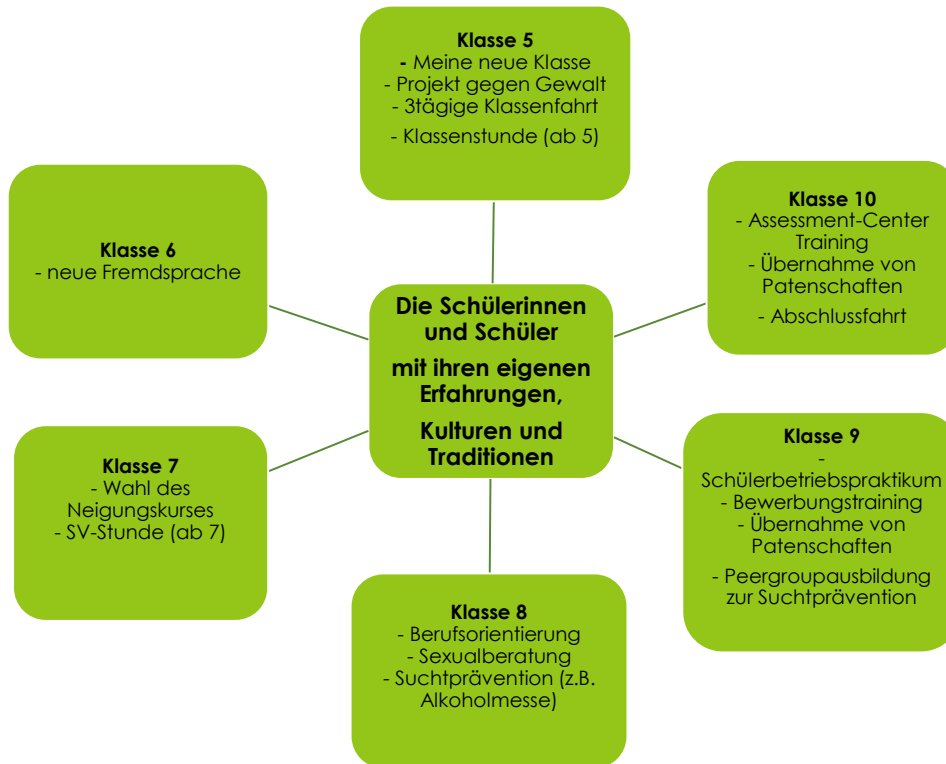 Klasse 5
- Meine neue Klasse
- Projekt gegen Gewalt
- 3tägige Klassenfahrt
- Klassenstunde (ab 5)
Klasse 10
- Assessment-Center
Training
- Übernahme von
Patenschaften
- Abschlussfahrt
Klasse 6
- neue Fremdsprache
Die Schülerinnen
und Schüler
mit ihren eigenen
Erfahrungen,
Kulturen und
Traditionen
Klasse 9
-
Schülerbetriebspraktikum
- Bewerbungstraining
- Übernahme von
Patenschaften
- Peergroupausbildung
zur Suchtprävention
Klasse 7
- Wahl des
Neigungskurses
- SV-Stunde (ab 7)
Klasse 8
- Berufsorientierung
- Sexualberatung
- Suchtprävention (z.B.
Alkoholmesse)